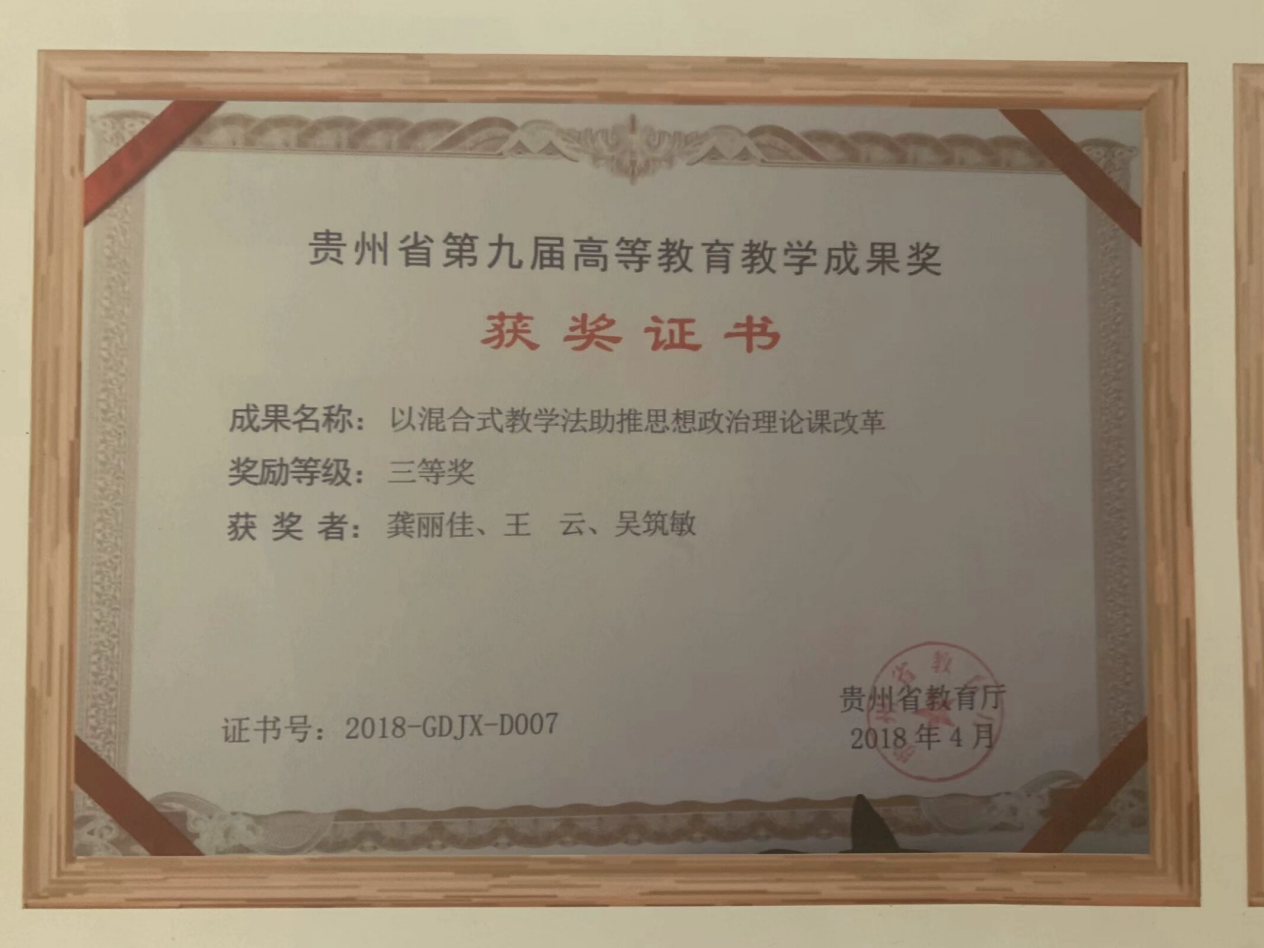 贵州省第九届高等教育教学成果奖
获奖证书
成果名称：以混合式教学法助推思想政治理论课改革
奖励等级：三等奖
获 奖 者：龚丽佳、王　云、吴筑敏
贵州省教育厅
证书号：2018-GDJX-D007
2018年4月